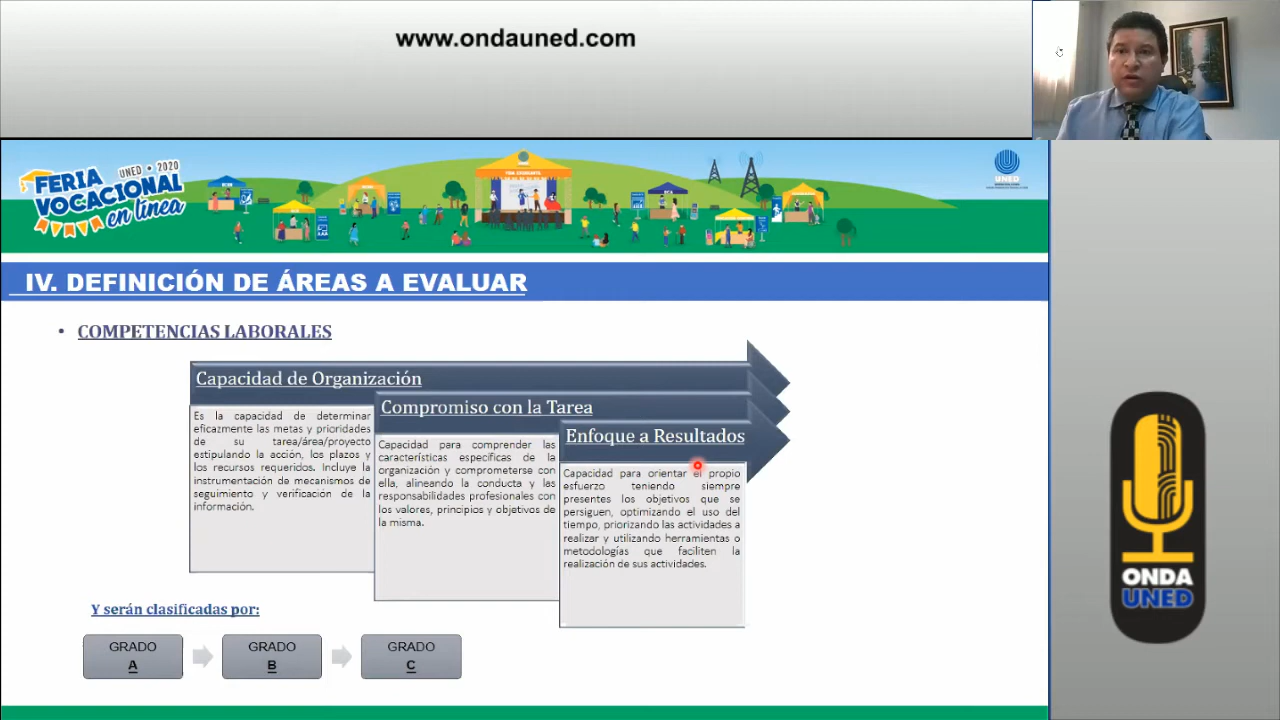 www.ondauned.com
FERIA
UNED • 2020
VOCACIONAL
en línea
UNED
IV. DEFINICIÓN DE ÁREAS A EVALUAR
• COMPETENCIAS LABORALES
Capacidad de Organización
Es la capacidad de determinar
eficazmente las metas y prioridades
de su tarea/área/proyecto
estipulando la acción, los plazos y
los recursos requeridos. Incluye la
instrumentación de mecanismos de
seguimiento y verificación de la
información.
Compromiso con la Tarea
Capacidad para comprender las
características específicas de la
organización y comprometerse con
ella, alineando la conducta y las
responsabilidades profesionales con
los valores, principios y objetivos de
la misma.
Enfoque a Resultados
Capacidad para orientar el propio
esfuerzo teniendo siempre
presentes los objetivos que se
persiguen, optimizando el uso del
tiempo, priorizando las actividades a
realizar y utilizando herramientas o
metodologías que faciliten la
realización de sus actividades.
Y serán clasificadas por:
GRADO
A
GRADO
B
GRADO
C
ONDA
UNED